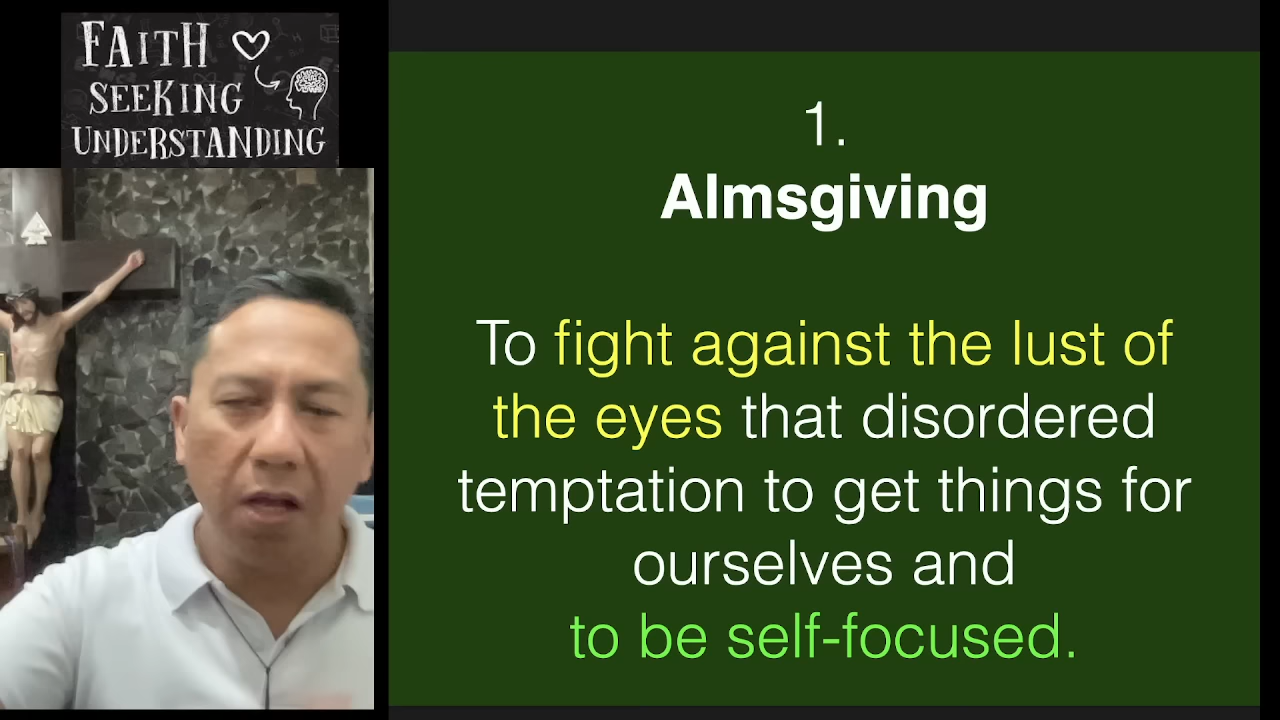 FAITH
SEEKING
UNDERSTANDING
1.
Almsgiving
To fight against the lust of
the eyes that disordered
temptation to get things for
ourselves and
to be self-focused.